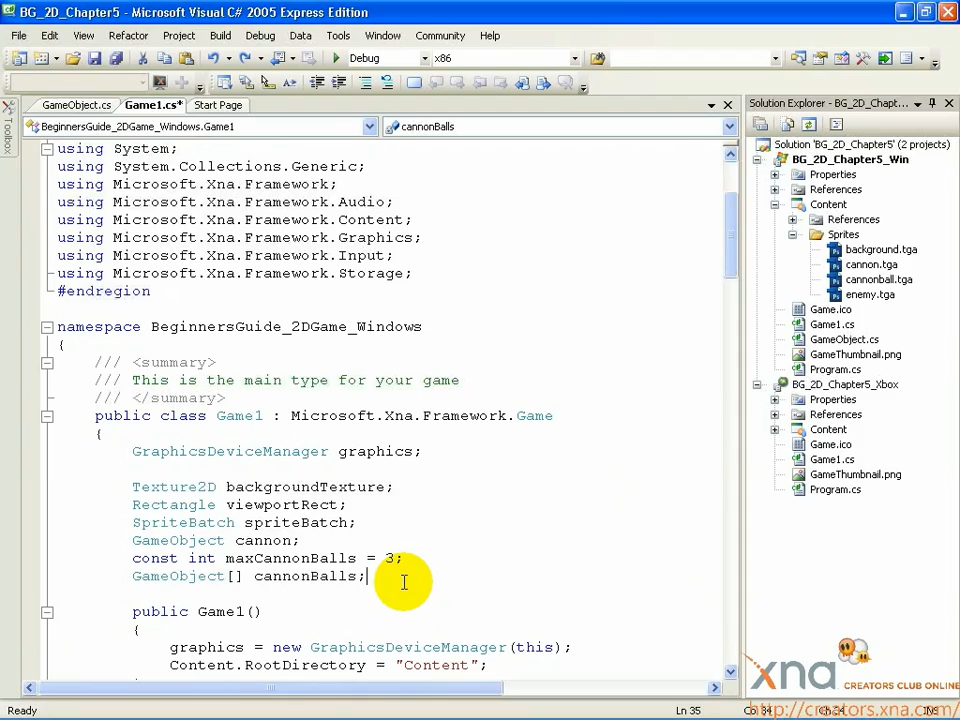 BG_2D_Chapter5 - Microsoft Visual C# 2005 Express Edition
File Edit View Refactor Project Build Debug Data Tools Window Community Help
Debug x86
GameObject.cs Game1.cs* Start Page
BeginnersGuide_2DGame_Windows.Game1 cannonBalls
Toolbox
using System;
using System.Collections.Generic;
using Microsoft.Xna.Framework;
using Microsoft.Xna.Framework.Audio;
using Microsoft.Xna.Framework.Content;
using Microsoft.Xna.Framework.Graphics;
using Microsoft.Xna.Framework.Input;
using Microsoft.Xna.Framework.Storage;
#endregion
namespace BeginnersGuide_2DGame_Windows
{
/// <summary>
/// This is the main type for your game
/// </summary>
public class Game1 : Microsoft.Xna.Framework.Game
{
GraphicsDeviceManager graphics;
Texture2D backgroundTexture;
Rectangle viewportRect;
SpriteBatch spriteBatch;
GameObject cannon;
const int maxCannonBalls = 3;
GameObject[] cannonBalls;
public Game1()
{
graphics = new GraphicsDeviceManager(this);
Content.RootDirectory = "Content";
Solution Explorer - BG_2D_Chapt...
Solution 'BG_2D_Chapter5' (2 projects)
BG_2D_Chapter5_Win
Properties
References
Content
References
Sprites
background.tga
cannon.tga
cannonball.tga
enemy.tga
Game.ico
Game1.cs
GameObject.cs
GameThumbnail.png
Program.cs
BG_2D_Chapter5_Xbox
Properties
References
Content
Game.ico
Game1.cs
GameThumbnail.png
Program.cs
xna CREATORS CLUB ONLINE
http://creators.xna.com/
Ready Ln 35